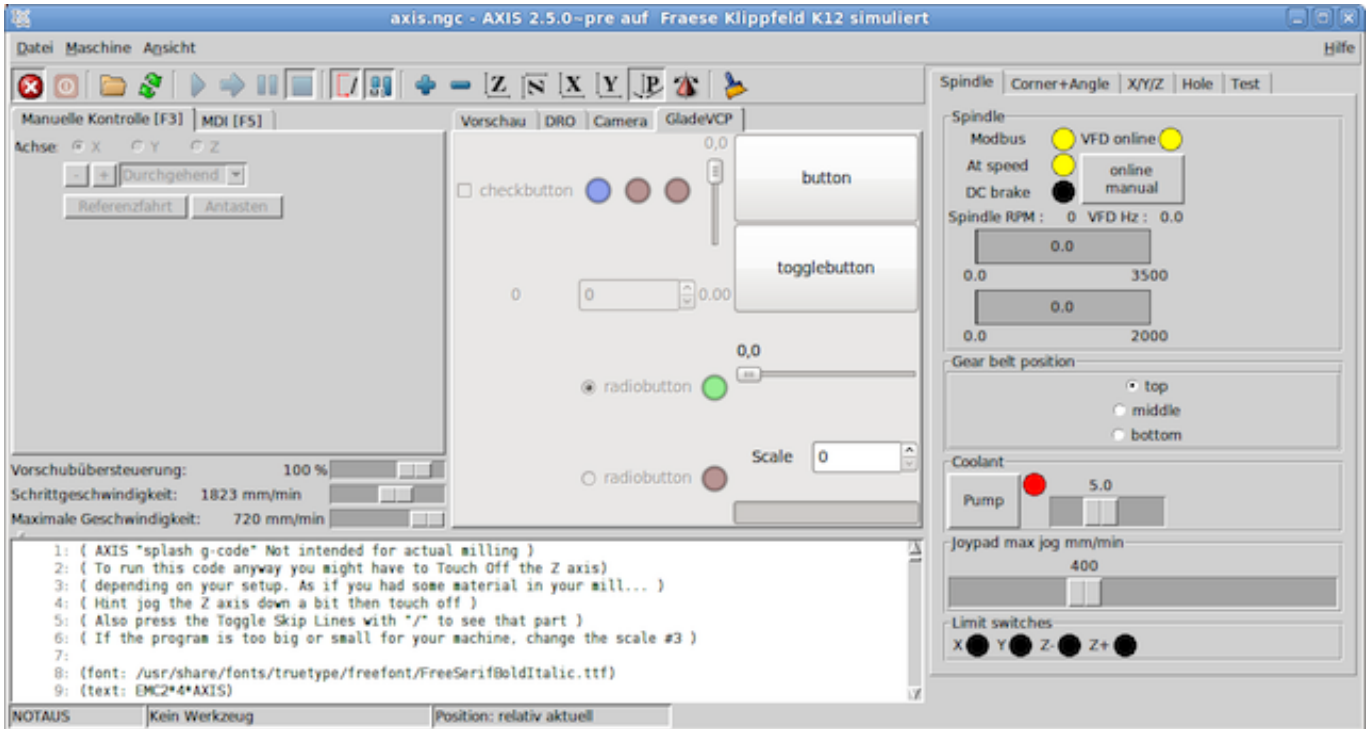 axis.ngc - AXIS 2.5.0~pre auf Fraese Klippfeld K12 simuliert
Datei Maschine Ansicht Hilfe
Z N X Y P
Manuelle Kontrolle [F3] MDI [F5]
Achse: X Y Z
- + Durchgehend
Referenzfahrt Antasten
Vorschau DRO Camera GladeVCP
0,0
checkbutton
button
togglebutton
0 0 0.00
0,0
radiobutton
Scale 0
radiobutton
Spindle Corner+Angle X/Y/Z Hole Test
Spindle
Modbus VFD online
At speed
online
manual
DC brake
Spindle RPM : 0 VFD Hz : 0.0
0.0
0.0 3500
0.0
0.0 2000
Gear belt position
top
middle
bottom
Coolant
Pump 5.0
Joypad max jog mm/min
400
Limit switches
X Y Z- Z+
Vorschubübersteuerung: 100 %
Schrittgeschwindigkeit: 1823 mm/min
Maximale Geschwindigkeit: 720 mm/min
1: ( AXIS "splash g-code" Not intended for actual milling )
2: ( To run this code anyway you might have to Touch Off the Z axis)
3: ( depending on your setup. As if you had some material in your mill... )
4: ( Hint jog the Z axis down a bit then touch off )
5: ( Also press the Toggle Skip Lines with "/" to see that part )
6: ( If the program is too big or small for your machine, change the scale #3 )
7:
8: (font: /usr/share/fonts/truetype/freefont/FreeSerifBoldItalic.ttf)
9: (text: EMC2*4*AXIS)
NOTAUS Kein Werkzeug Position: relativ aktuell